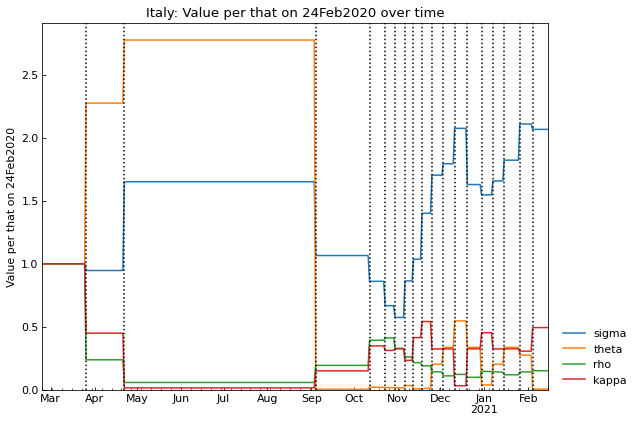 Italy: Value per that on 24Feb2020 over time
Value per that on 24Feb2020
2.5
2.0
1.5
1.0
0.5
0.0
Mar Apr May Jun Jul Aug Sep Oct Nov Dec Jan Feb
2021
sigma
theta
rho
kappa